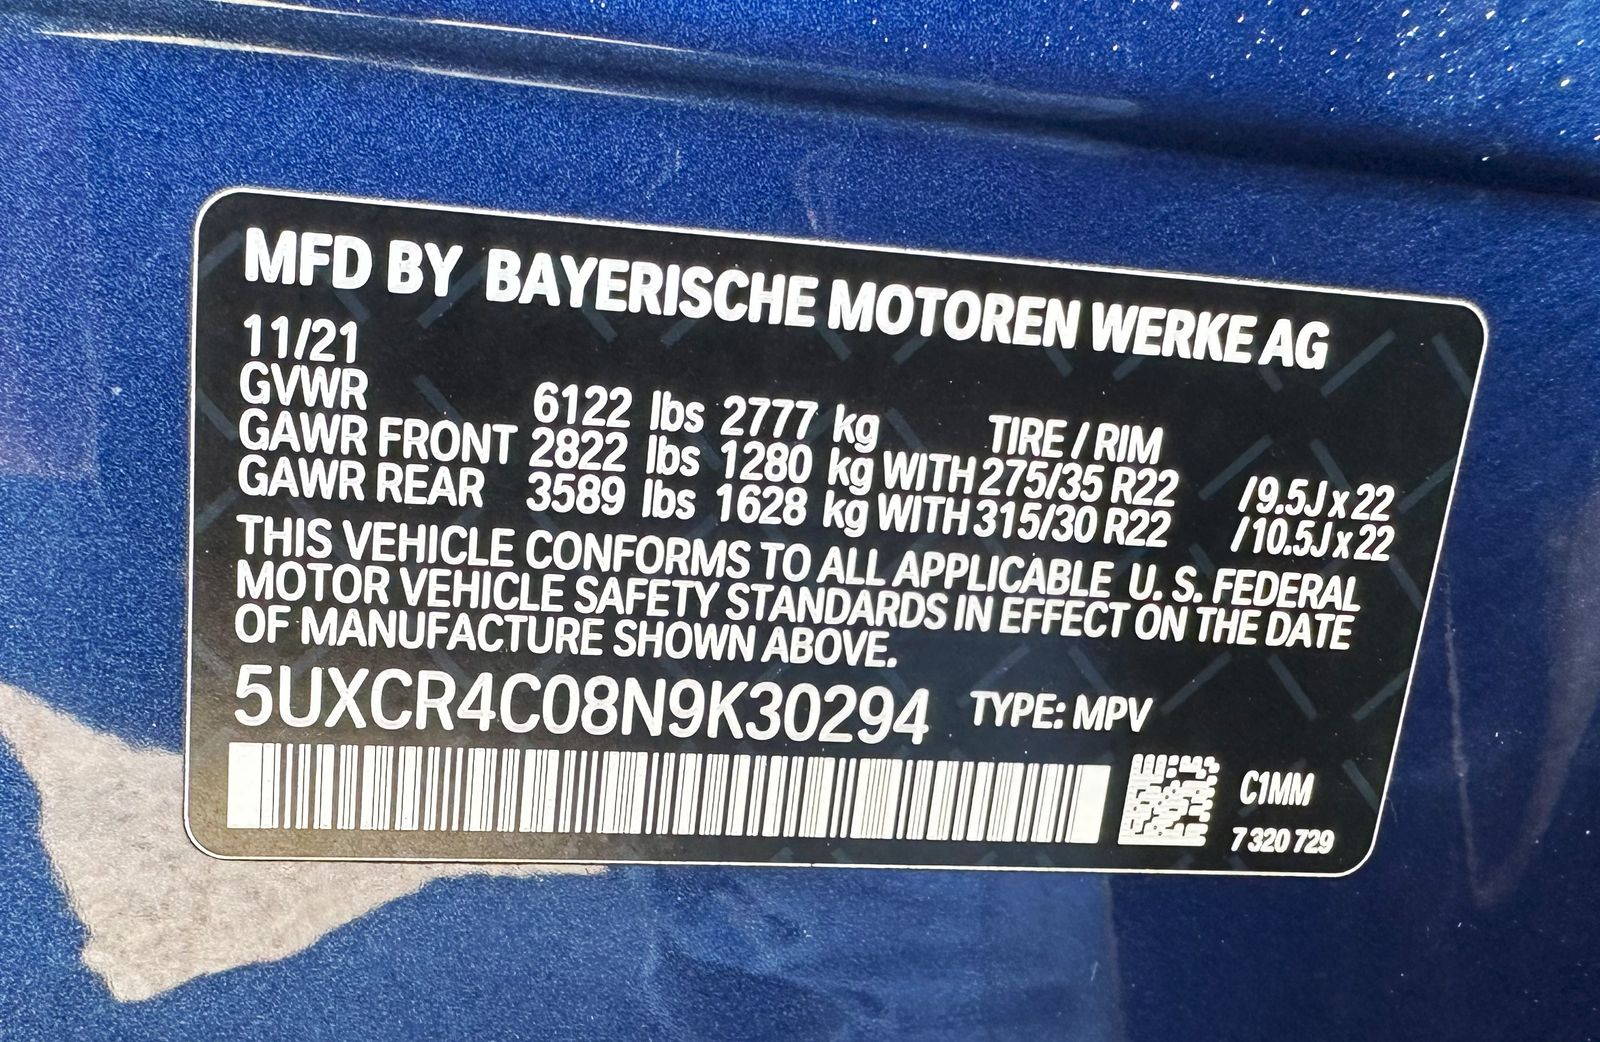 MFD BY BAYERISCHE MOTOREN WERKE AG
11/21
GVWR 6122 lbs 2777 kg TIRE / RIM
GAWR FRONT 2822 lbs 1280 kg WITH 275/35 R22 /9.5J x 22
GAWR REAR 3589 lbs 1628 kg WITH 315/30 R22 /10.5J x 22
THIS VEHICLE CONFORMS TO ALL APPLICABLE U. S. FEDERAL
MOTOR VEHICLE SAFETY STANDARDS IN EFFECT ON THE DATE
OF MANUFACTURE SHOWN ABOVE.
5UXCR4C08N9K30294 TYPE: MPV
C1MM
7 320 729